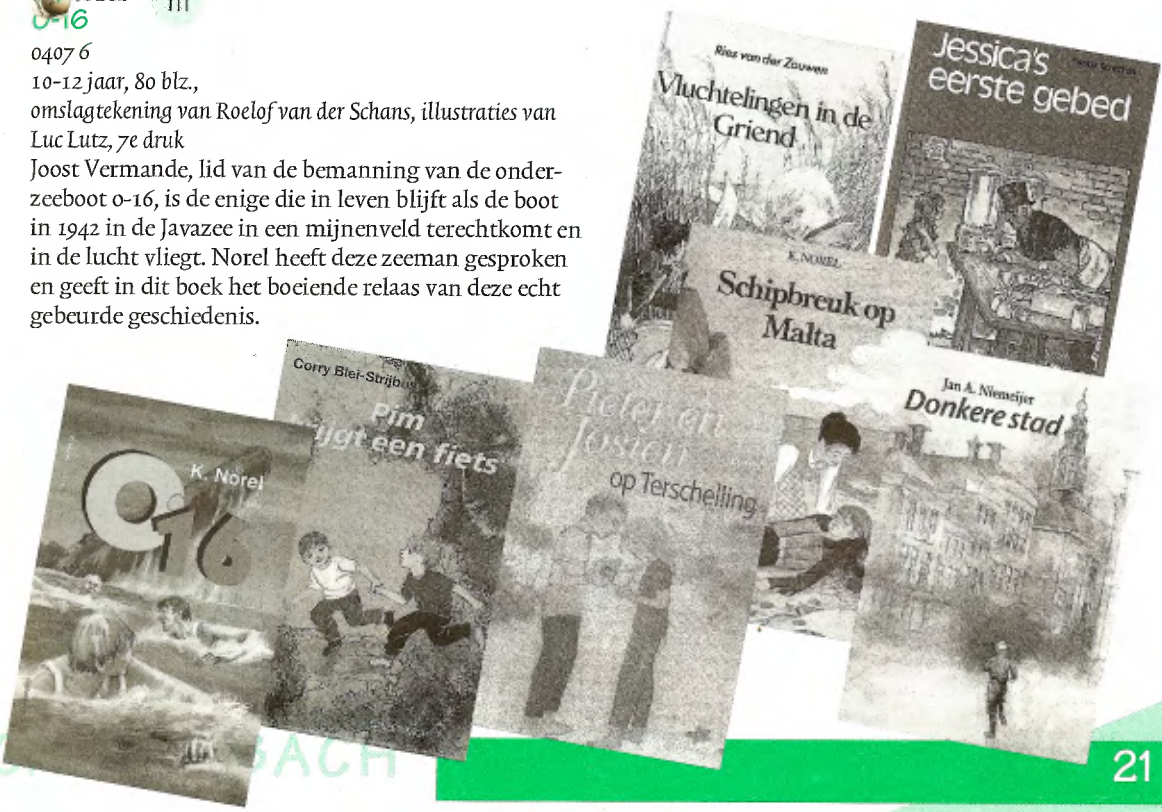 III
0-16
0407 6
10-12 jaar, 80 blz.,
omslagtekening van Roelof van der Schans, illustraties van
Luc Lutz, 7e druk
Joost Vermande, lid van de bemanning van de onder-
zeeboot 0-16, is de enige die in leven blijft als de boot
in 1942 in de Javazee in een mijnenveld terechtkomt en
in de lucht vliegt. Norel heeft deze zeeman gesproken
en geeft in dit boek het boeiende relaas van deze echt
gebeurde geschiedenis.
Ries van der Zouwen
Vluchtelingen in de
Griend
Jessica's
eerste gebed
K. NOREL
Schipbreuk op
Malta
Jan A. Niemeijer
Donkere stad
Corry Blei-Strijbos
Pim
ijgt een fiets
Pieter en
Josien
op Terschelling
K. Norel
O 16
BACH
21